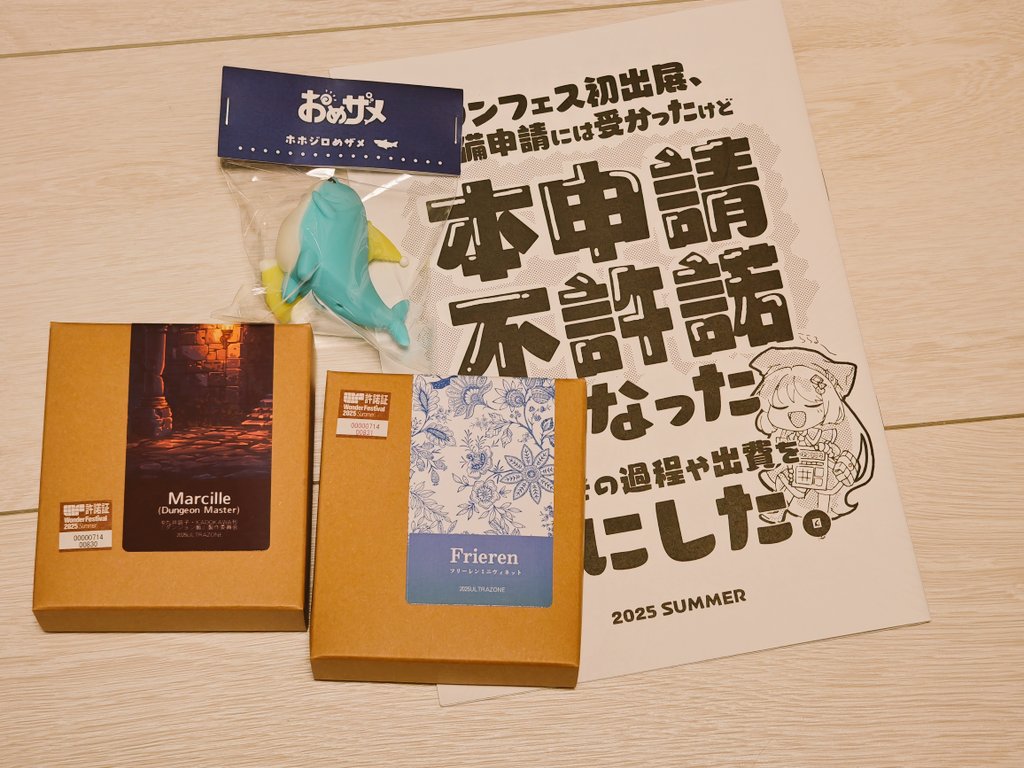 おめザメ
ホホジロめザメ
ンフェス初出展、
備申請には受かったけど
本申請
不許諾
なった
の過程や出費を
にした。
2025 SUMMER
Marcille
(Dungeon Master)
2025ULTRAZONE
WF許諾証
Wonder Festival
2025 Summer
00000714
00830
WF許諾証
Wonder Festival
2025 Summer
00000714
00831
Frieren
フリーレンミニヴィネット
2025ULTRAZONE